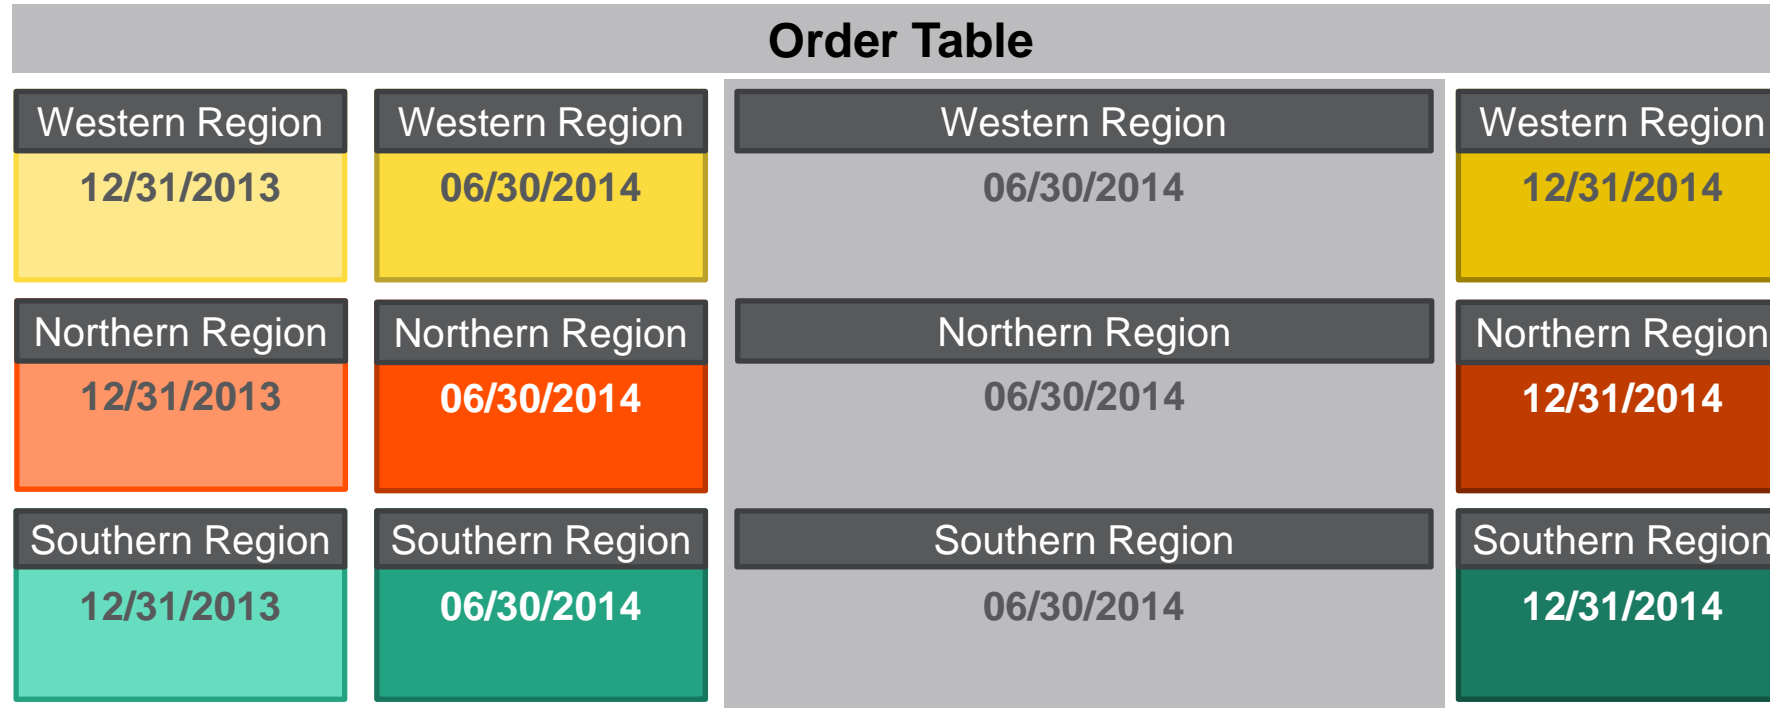 Order Table
Western Region
Western Region
Western Region
Western Region
12/31/2013
06/30/2014
06/30/2014
12/31/2014
Northern Region
Northern Region
Northern Region
Northern Region
12/31/2013
06/30/2014
06/30/2014
12/31/2014
Southern Region
Southern Region
Southern Region
Southern Region
12/31/2013
06/30/2014
06/30/2014
12/31/2014